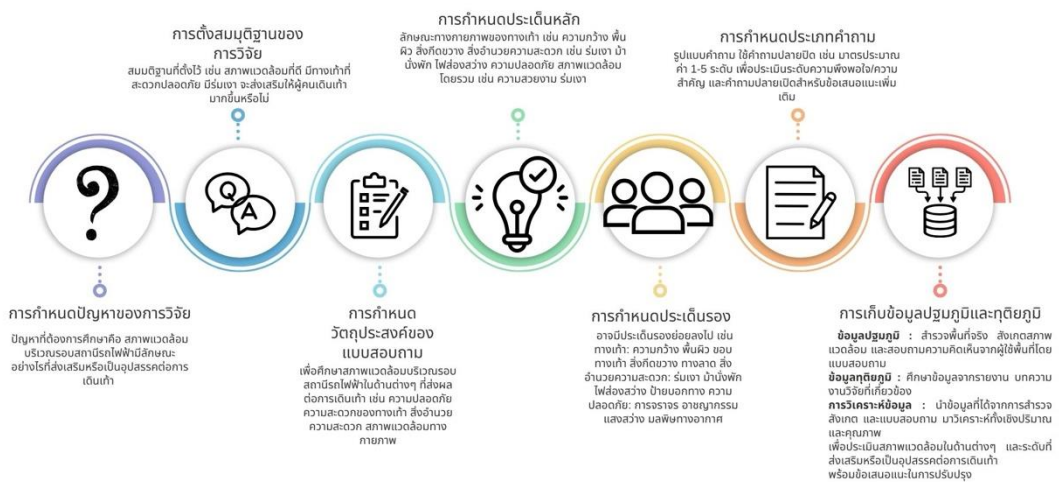 การกำหนดปัญหาของการวิจัย
ปัญหาที่ต้องการศึกษาคือ สภาพแวดล้อม
บริเวณรอบสถานีรถไฟฟ้ามีลักษณะ
อย่างไรที่ส่งเสริมหรือเป็นอุปสรรคต่อการ
เดินเท้า
การตั้งสมมุติฐานของ
การวิจัย
สมมุติฐานที่ตั้งไว้ เช่น สภาพแวดล้อมที่ดี มีทางเท้าที่
สะดวกปลอดภัย มีร่มเงา จะส่งเสริมให้ผู้คนเดินเท้า
มากขึ้นหรือไม่
Q
A
การกำหนด
วัตถุประสงค์ของ
แบบสอบถาม
เพื่อศึกษาสภาพแวดล้อมบริเวณรอบ
สถานีรถไฟฟ้าในด้านต่างๆ ที่ส่งผล
ต่อการเดินเท้า เช่น ความปลอดภัย
ความสะดวกของทางเท้า สิ่งอำนวย
ความสะดวก สภาพแวดล้อมทาง
กายภาพ
การกำหนดประเด็นหลัก
ลักษณะทางกายภาพของทางเท้า เช่น ความกว้าง พื้น
ผิว สิ่งกีดขวาง สิ่งอำนวยความสะดวก เช่น ร่มเงา ม้า
นั่งพัก ไฟส่องสว่าง ความปลอดภัย สภาพแวดล้อม
โดยรวม เช่น ความสวยงาม ร่มเงา
การกำหนดประเด็นรอง
อาจมีประเด็นรองย่อยลงไป เช่น
ทางเท้า: ความกว้าง พื้นผิว ขอบ
ทางเท้า สิ่งกีดขวาง ทางลาด สิ่ง
อำนวยความสะดวก: ร่มเงา ม้านั่งพัก
ไฟส่องสว่าง ป้ายบอกทาง ความ
ปลอดภัย: การจราจร อาชญากรรม
แสงสว่าง มลพิษทางอากาศ
การกำหนดประเภทคำถาม
รูปแบบคำถาม ใช้คำถามปลายปิด เช่น มาตรประมาณ
ค่า 1-5 ระดับ เพื่อประเมินระดับความพึงพอใจ/ความ
สำคัญ และคำถามปลายเปิดสำหรับข้อเสนอแนะเพิ่ม
เติม
การเก็บข้อมูลปฐมภูมิและทุติยภูมิ
ข้อมูลปฐมภูมิ : สำรวจพื้นที่จริง สังเกตสภาพ
แวดล้อม และสอบถามความคิดเห็นจากผู้ใช้พื้นที่โดย
แบบสอบถาม
ข้อมูลทุติยภูมิ : ศึกษาข้อมูลจากรายงาน บทความ
งานวิจัยที่เกี่ยวข้อง
การวิเคราะห์ข้อมูล : นำข้อมูลที่ได้จากการสำรวจ
สังเกต และแบบสอบถาม มาวิเคราะห์ทั้งเชิงปริมาณ
และคุณภาพ
เพื่อประเมินสภาพแวดล้อมในด้านต่างๆ และระดับที่
ส่งเสริมหรือเป็นอุปสรรคต่อการเดินเท้า
พร้อมข้อเสนอแนะในการปรับปรุง